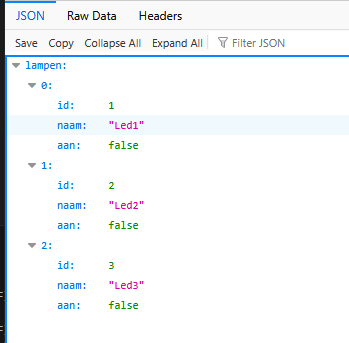 JSON Raw Data Headers
Save Copy Collapse All Expand All Filter JSON
lampen:
0:
id: 1
naam: "Led1"
aan: false
1:
id: 2
naam: "Led2"
aan: false
2:
id: 3
naam: "Led3"
aan: false